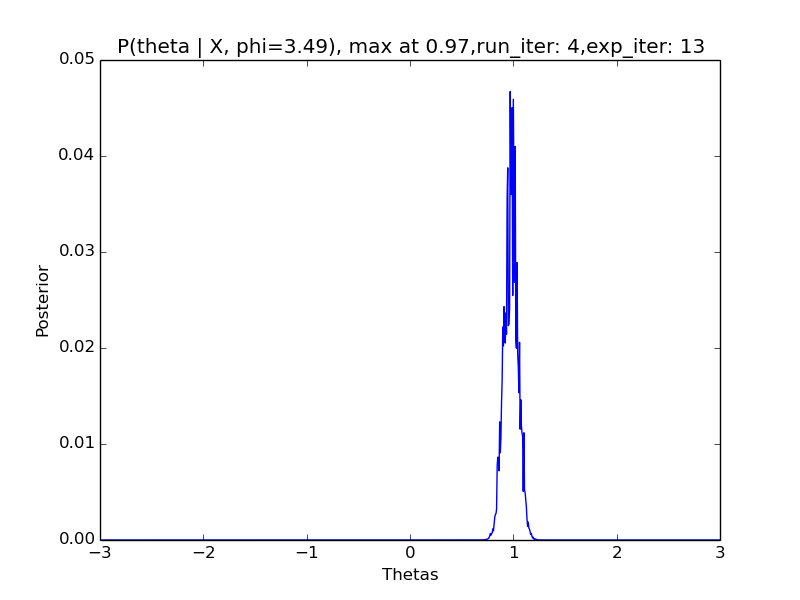 P(theta | X, phi=3.49), max at 0.97,run_iter: 4,exp_iter: 13
0.05
0.04
0.03
0.02
0.01
0.00
Posterior
−3 −2 −1 0 1 2 3
Thetas